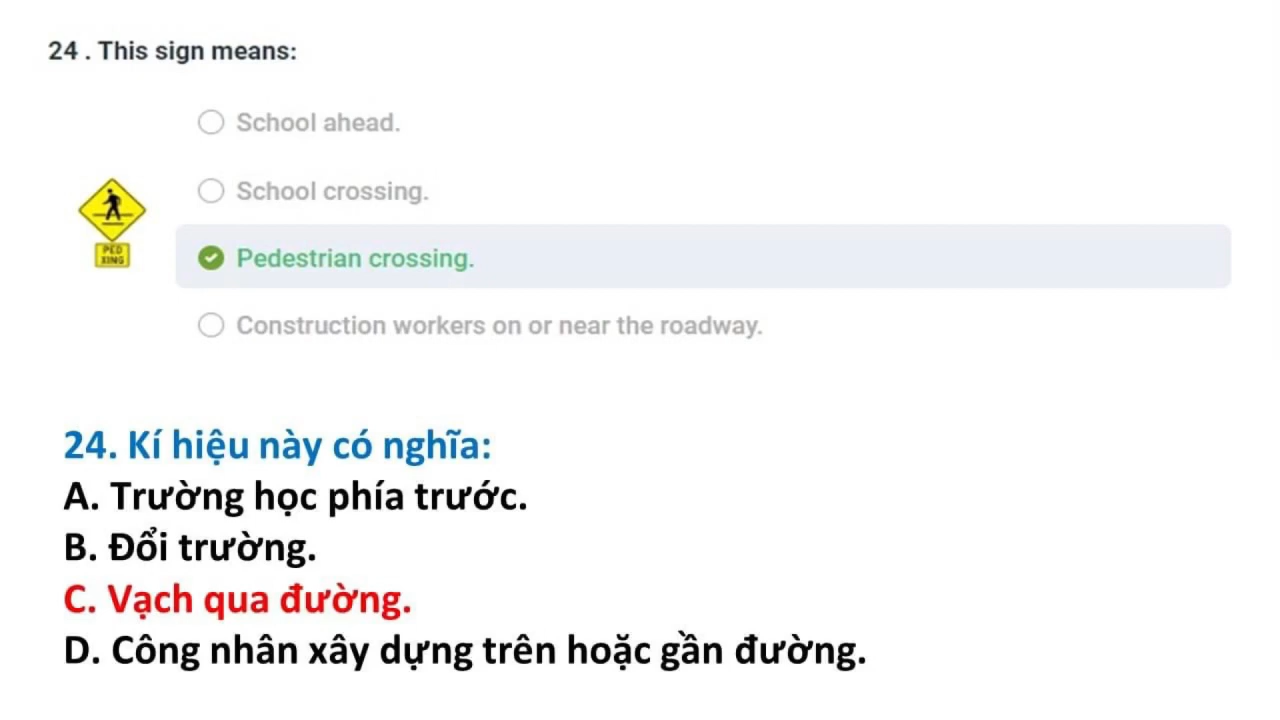 24 . This sign means:
School ahead.
School crossing.
PED
XING
Pedestrian crossing.
Construction workers on or near the roadway.
24. Kí hiệu này có nghĩa:
A. Trường học phía trước.
B. Đổi trường.
C. Vạch qua đường.
D. Công nhân xây dựng trên hoặc gần đường.